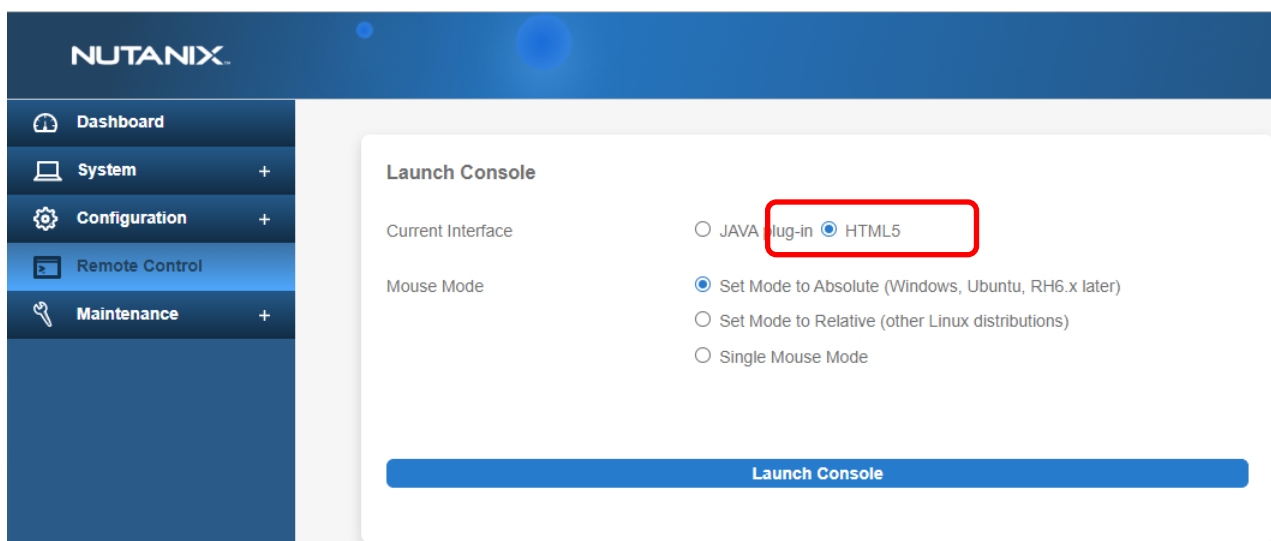 NUTANIX™
Dashboard
System +
Configuration +
Remote Control
Maintenance +
Launch Console
Current Interface
JAVA plug-in HTML5
Mouse Mode
Set Mode to Absolute (Windows, Ubuntu, RH6.x later)
Set Mode to Relative (other Linux distributions)
Single Mouse Mode
Launch Console